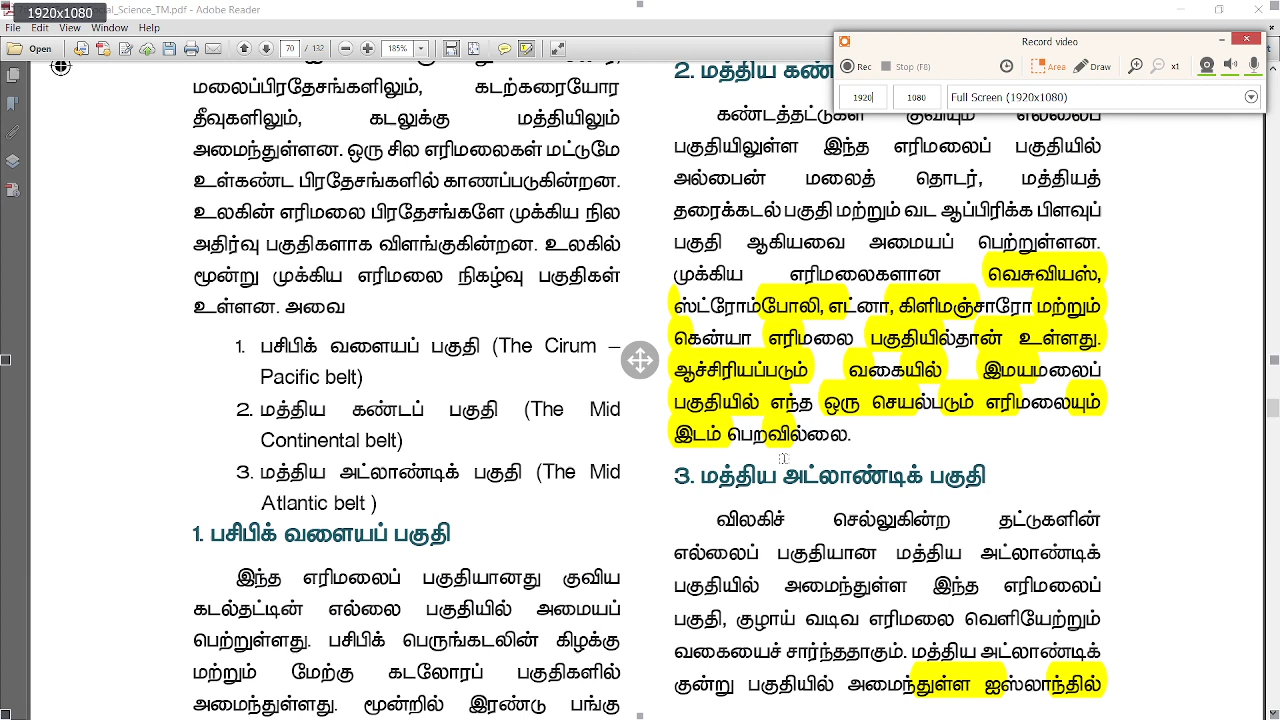 1920x1080
al_Science_TM.pdf - Adobe Reader
File Edit View Window Help
Open 70 / 132 185%
Record video
Rec Stop (F8) Area Draw x1
1920 1080 Full Screen (1920x1080)
மலைப்பிரதேசங்களிலும், கடற்கரையோர
தீவுகளிலும், கடலுக்கு மத்தியிலும்
அமைந்துள்ளன. ஒரு சில எரிமலைகள் மட்டுமே
உள்கண்ட பிரதேசங்களில் காணப்படுகின்றன.
உலகின் எரிமலை பிரதேசங்களே முக்கிய நில
அதிர்வு பகுதிகளாக விளங்குகின்றன. உலகில்
மூன்று முக்கிய எரிமலை நிகழ்வு பகுதிகள்
உள்ளன. அவை
1. பசிபிக் வளையப் பகுதி (The Cirum –
Pacific belt)
2. மத்திய கண்டப் பகுதி (The Mid
Continental belt)
3. மத்திய அட்லாண்டிக் பகுதி (The Mid
Atlantic belt )
1. பசிபிக் வளையப் பகுதி
இந்த எரிமலைப் பகுதியானது குவிய
கடல்தட்டின் எல்லை பகுதியில் அமையப்
பெற்றுள்ளது. பசிபிக் பெருங்கடலின் கிழக்கு
மற்றும் மேற்கு கடலோரப் பகுதிகளில்
அமைந்துள்ளது. மூன்றில் இரண்டு பங்கு
2. மத்திய
கண்டத்தட்டுகள் குவியும் எல்லைப்
பகுதியிலுள்ள இந்த எரிமலைப் பகுதியில்
அல்பைன் மலைத் தொடர், மத்தியத்
தரைக்கடல் பகுதி மற்றும் வட ஆப்பிரிக்க பிளவுப்
பகுதி ஆகியவை அமையப் பெற்றுள்ளன.
முக்கிய எரிமலைகளான வெசுவியஸ்,
ஸ்ட்ரோம்போலி, எட்னா, கிளிமஞ்சாரோ மற்றும்
கென்யா எரிமலை பகுதியில்தான் உள்ளது.
ஆச்சிரியப்படும் வகையில் இமயமலைப்
பகுதியில் எந்த ஒரு செயல்படும் எரிமலையும்
இடம் பெறவில்லை.
3. மத்திய அட்லாண்டிக் பகுதி
விலகிச் செல்லுகின்ற தட்டுகளின்
எல்லைப் பகுதியான மத்திய அட்லாண்டிக்
பகுதியில் அமைந்துள்ள இந்த எரிமலைப்
பகுதி, குழாய் வடிவ எரிமலை வெளியேற்றும்
வகையைச் சார்ந்ததாகும். மத்திய அட்லாண்டிக்
குன்று பகுதியில் அமைந்துள்ள ஐஸ்லாந்தில்